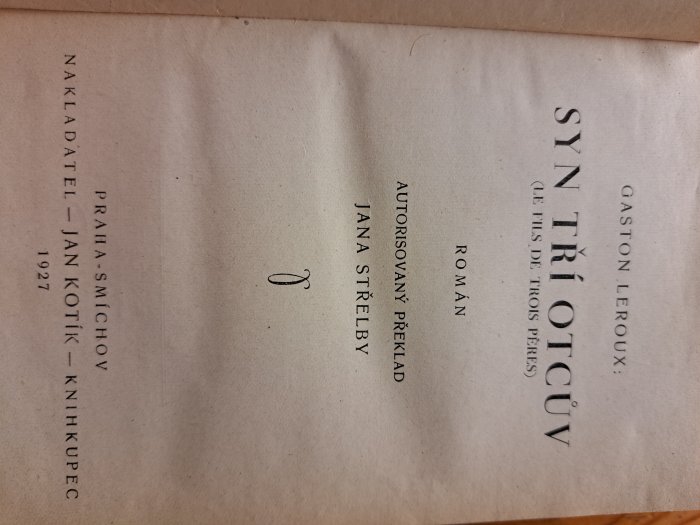 GASTON LEROUX:
SYN TŘÍ OTCŮV
(LE FILS DE TROIS PÈRES)
ROMÁN
AUTORISOVANÝ PŘEKLAD
JANA STŘELBY
PRAHA-SMÍCHOV
NAKLADATEL — JAN KOTÍK — KNIHKUPEC
1927